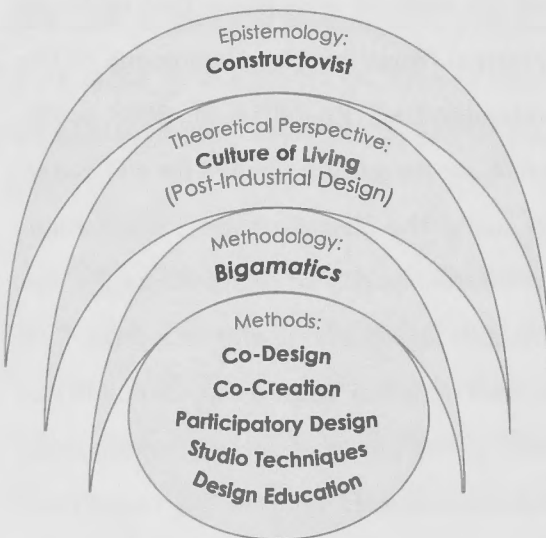 Epistemology:
Constructovist
Theoretical Perspective:
Culture of Living
(Post-Industrial Design)
Methodology:
Bigamatics
Methods:
Co-Design
Co-Creation
Participatory Design
Studio Techniques
Design Education